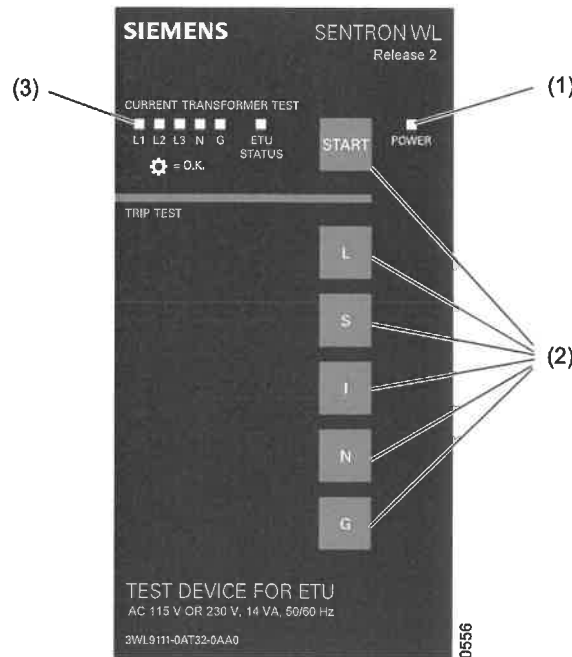 SIEMENS
SENTRON WL
Release 2
(3)
(1)
CURRENT TRANSFORMER TEST
L1 L2 L3 N G
ETU STATUS
START
POWER
= O.K.
TRIP TEST
L
S
I
N
G
(2)
TEST DEVICE FOR ETU
AC 115 V OR 230 V, 14 VA, 50/60 Hz
3WL9111-0AT32-0AA0
0556